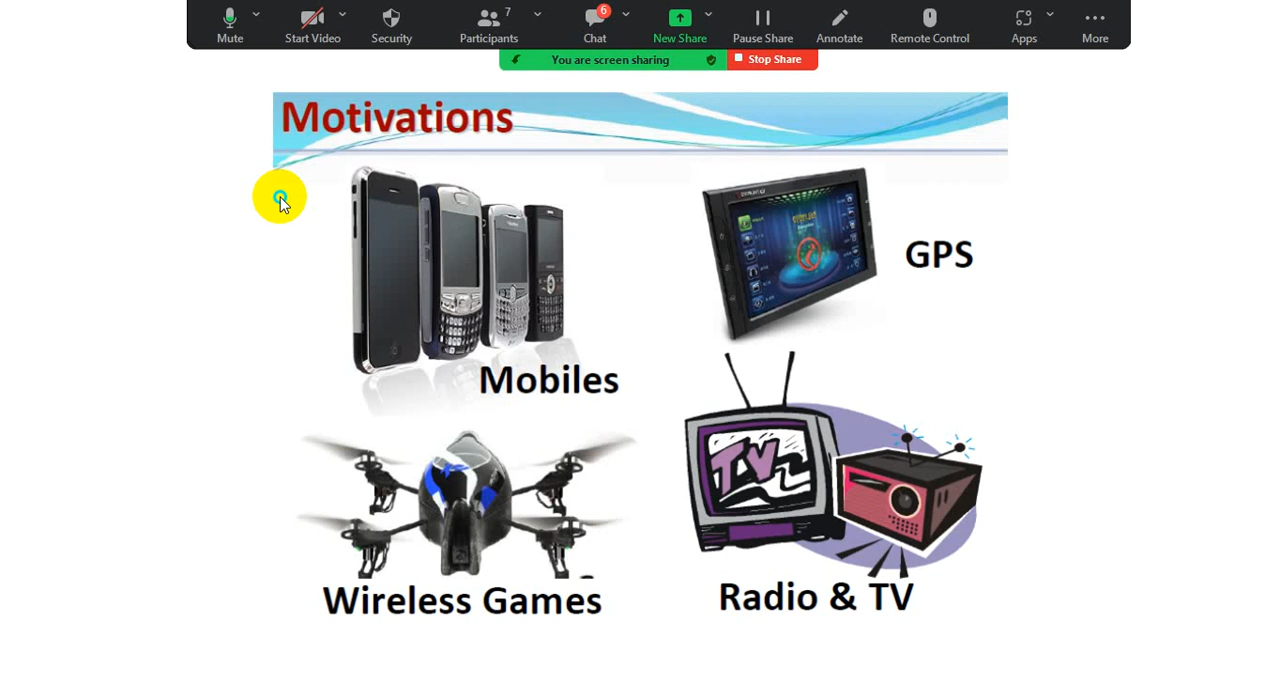 7
6
Mute
Start Video
Security
Participants
Chat
New Share
Pause Share
Annotate
Remote Control
Apps
More
You are screen sharing
Stop Share
Motivations
GPS
Mobiles
TV
Wireless Games
Radio & TV